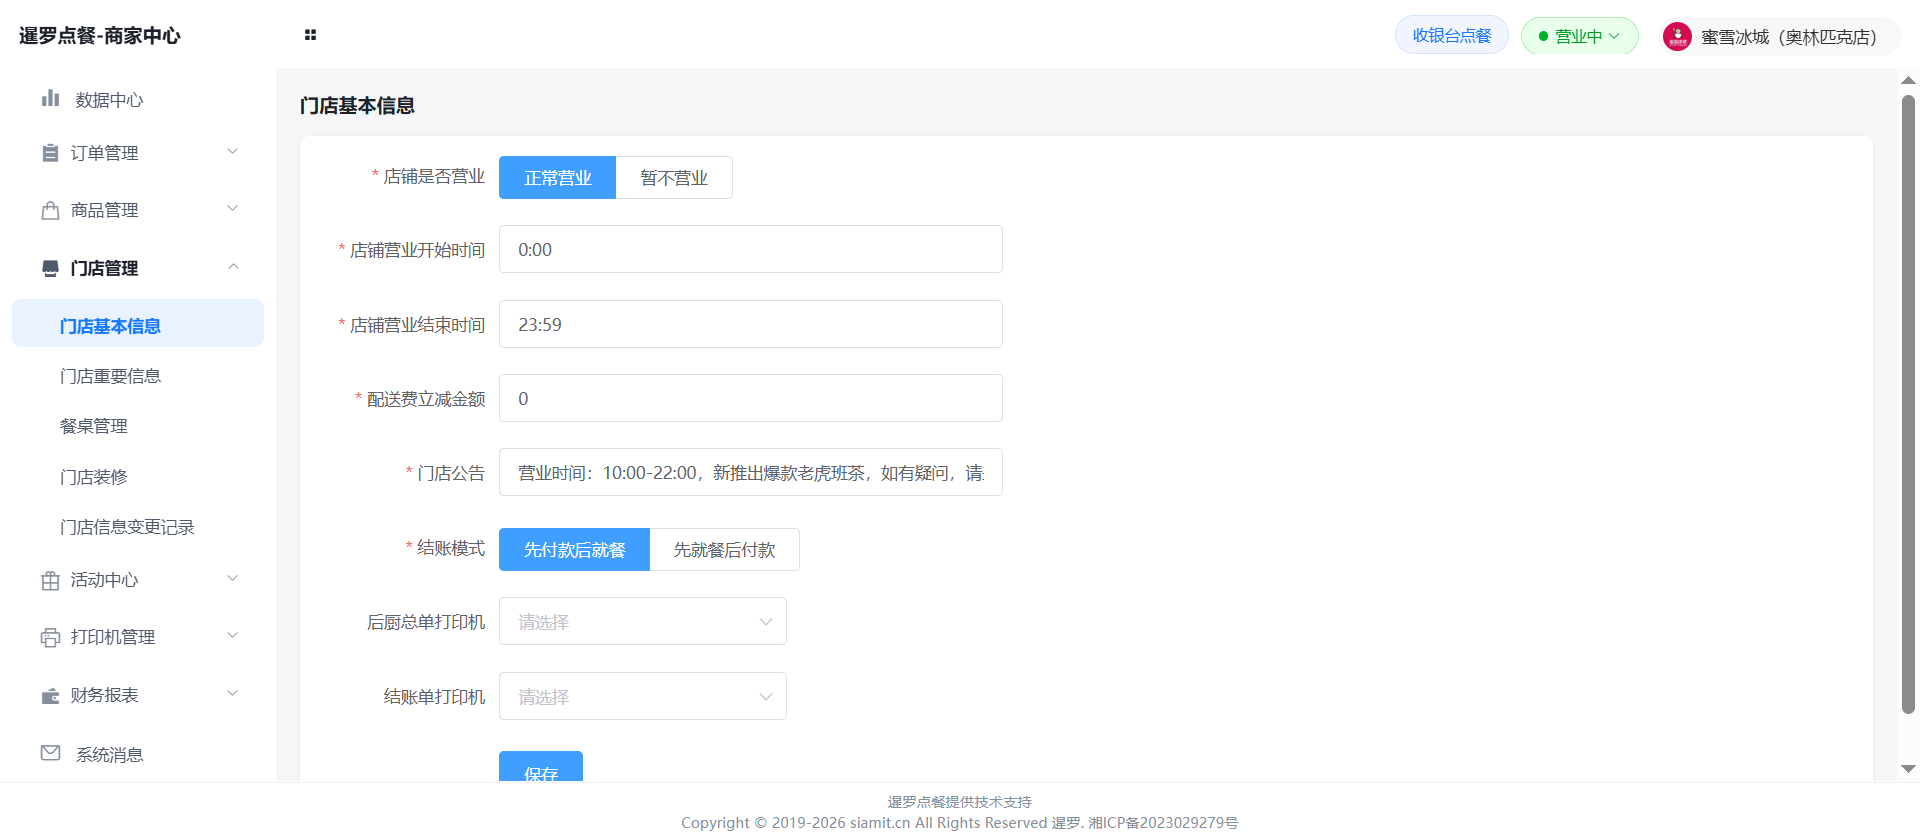 暹罗点餐-商家中心
收银台点餐
营业中
蜜雪冰城（奥林匹克店）
数据中心
订单管理
商品管理
门店管理
门店基本信息
门店重要信息
餐桌管理
门店装修
门店信息变更记录
活动中心
打印机管理
财务报表
系统消息
门店基本信息
* 店铺是否营业 正常营业 暂不营业
* 店铺营业开始时间 0:00
* 店铺营业结束时间 23:59
* 配送费立减金额 0
* 门店公告 营业时间：10:00-22:00，新推出爆款老虎班茶，如有疑问，请
* 结账模式 先付款后就餐 先就餐后付款
后厨总单打印机 请选择
结账单打印机 请选择
保存
暹罗点餐提供技术支持
Copyright © 2019-2026 siamit.cn All Rights Reserved 暹罗. 湘ICP备2023029279号